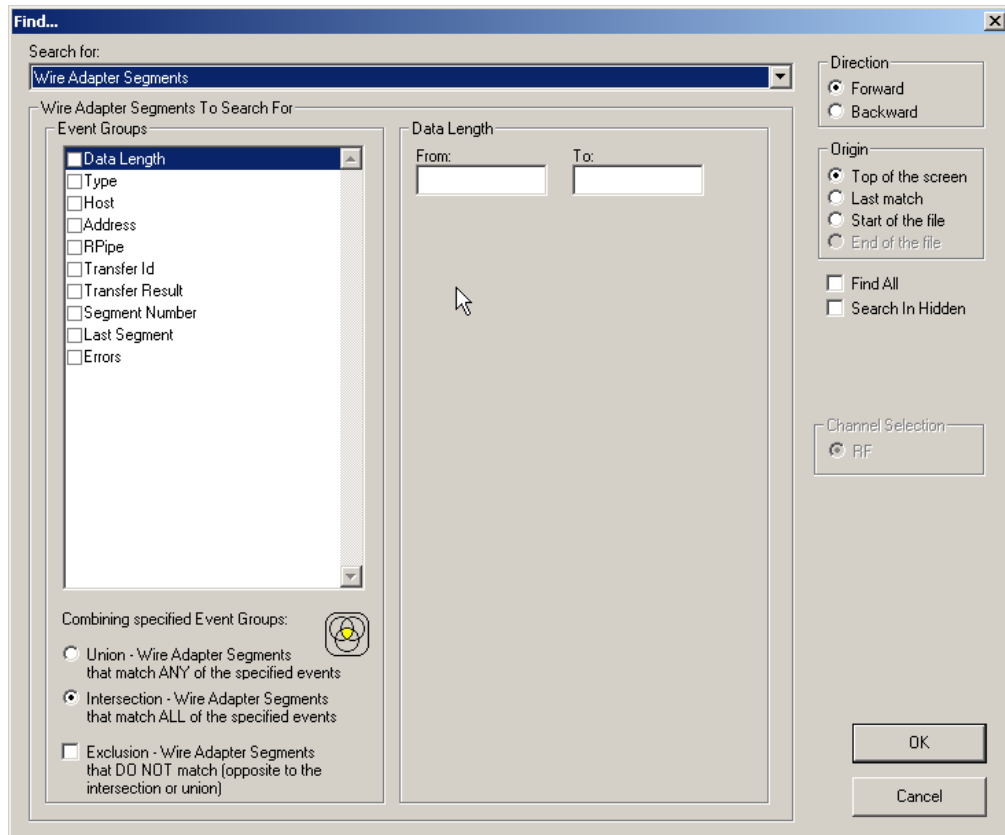 Find...
Search for:
Wire Adapter Segments
Wire Adapter Segments To Search For
Event Groups
Data Length
Type
Host
Address
RPipe
Transfer Id
Transfer Result
Segment Number
Last Segment
Errors
Combining specified Event Groups:
Union - Wire Adapter Segments
that match ANY of the specified events
Intersection - Wire Adapter Segments
that match ALL of the specified events
Exclusion - Wire Adapter Segments
that DO NOT match (opposite to the
intersection or union)
Data Length
From:
To:
Direction
Forward
Backward
Origin
Top of the screen
Last match
Start of the file
End of the file
Find All
Search In Hidden
Channel Selection
RF
OK
Cancel